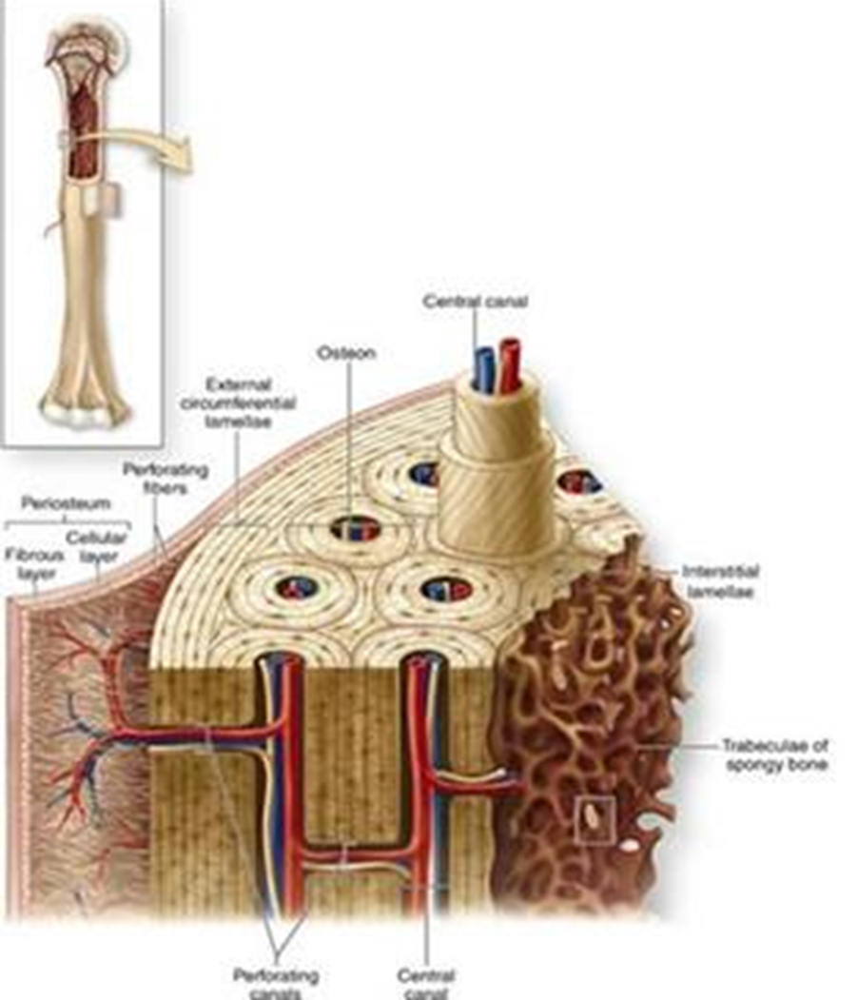 Central canal
Osteon
External
circumferential
lamellae
Perforating
fibers
Periosteum
Cellular
layer
Fibrous
layer
Interstitial
lamellae
Trabeculae of
spongy bone
Perforating
canals
Central
canal